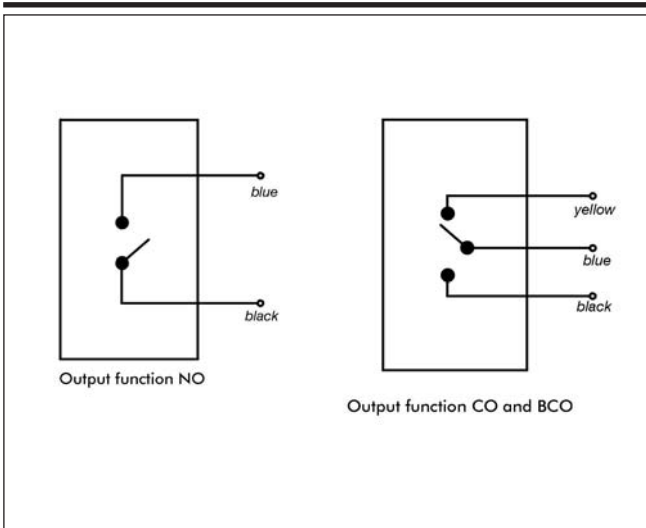 blue
black
Output function NO
yellow
blue
black
Output function CO and BCO